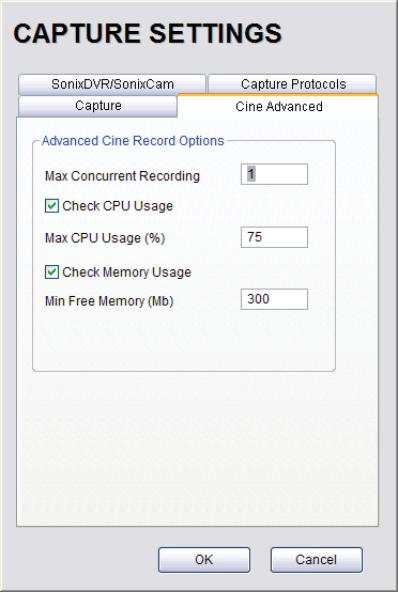 CAPTURE SETTINGS
SonixDVR/SonixCam Capture Protocols
Capture Cine Advanced
Advanced Cine Record Options
Max Concurrent Recording 1
Check CPU Usage
Max CPU Usage (%) 75
Check Memory Usage
Min Free Memory (Mb) 300
OK Cancel